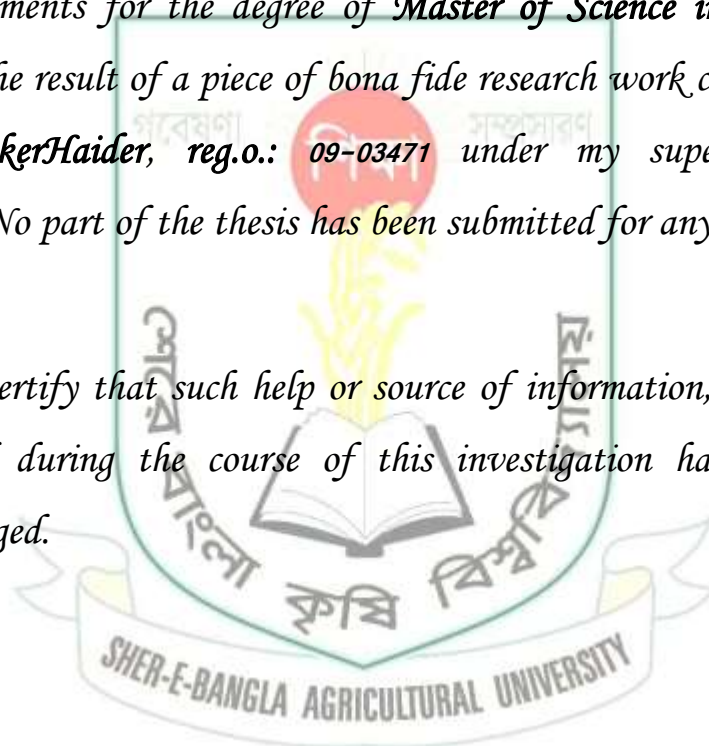 ments for the degree of Master of Science in
he result of a piece of bona fide research work c
kerHaider, reg.o.: 09-03471 under my supe
No part of the thesis has been submitted for any
ertify that such help or source of information,
during the course of this investigation ha
ged.
গবেষণা শিক্ষা সম্প্রসারণ
শেরে বাংলা কৃষি বিশ্ববিদ্যালয়
SHER-E-BANGLA AGRICULTURAL UNIVERSITY